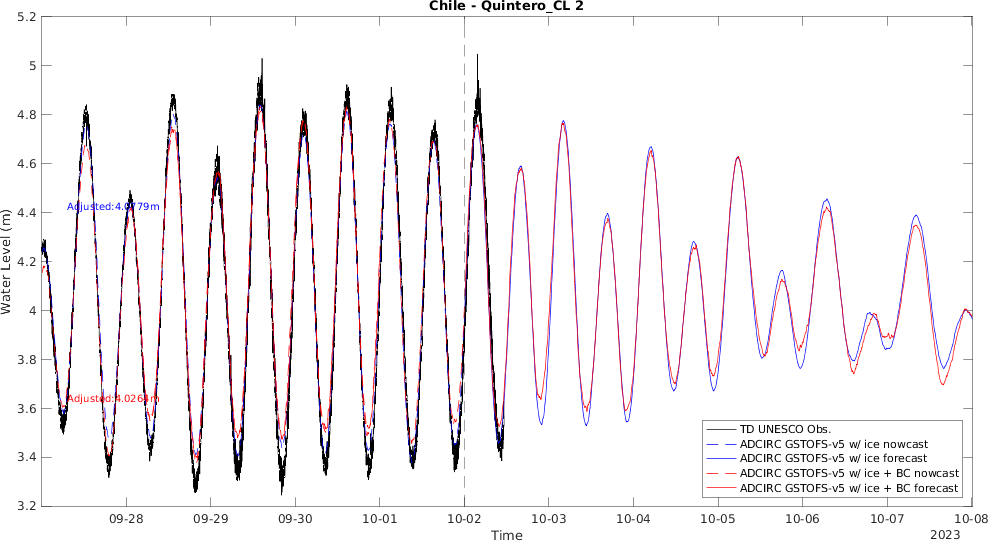 Chile - Quintero_CL 2
5.2
5
4.8
4.6
4.4
4.2
4
3.8
3.6
3.4
3.2
Water Level (m)
Adjusted:4.0779m
Adjusted:4.0264m
TD UNESCO Obs.
ADCIRC GSTOFS-v5 w/ ice nowcast
ADCIRC GSTOFS-v5 w/ ice forecast
ADCIRC GSTOFS-v5 w/ ice + BC nowcast
ADCIRC GSTOFS-v5 w/ ice + BC forecast
09-28 09-29 09-30 10-01 10-02 10-03 10-04 10-05 10-06 10-07 10-08
Time
2023